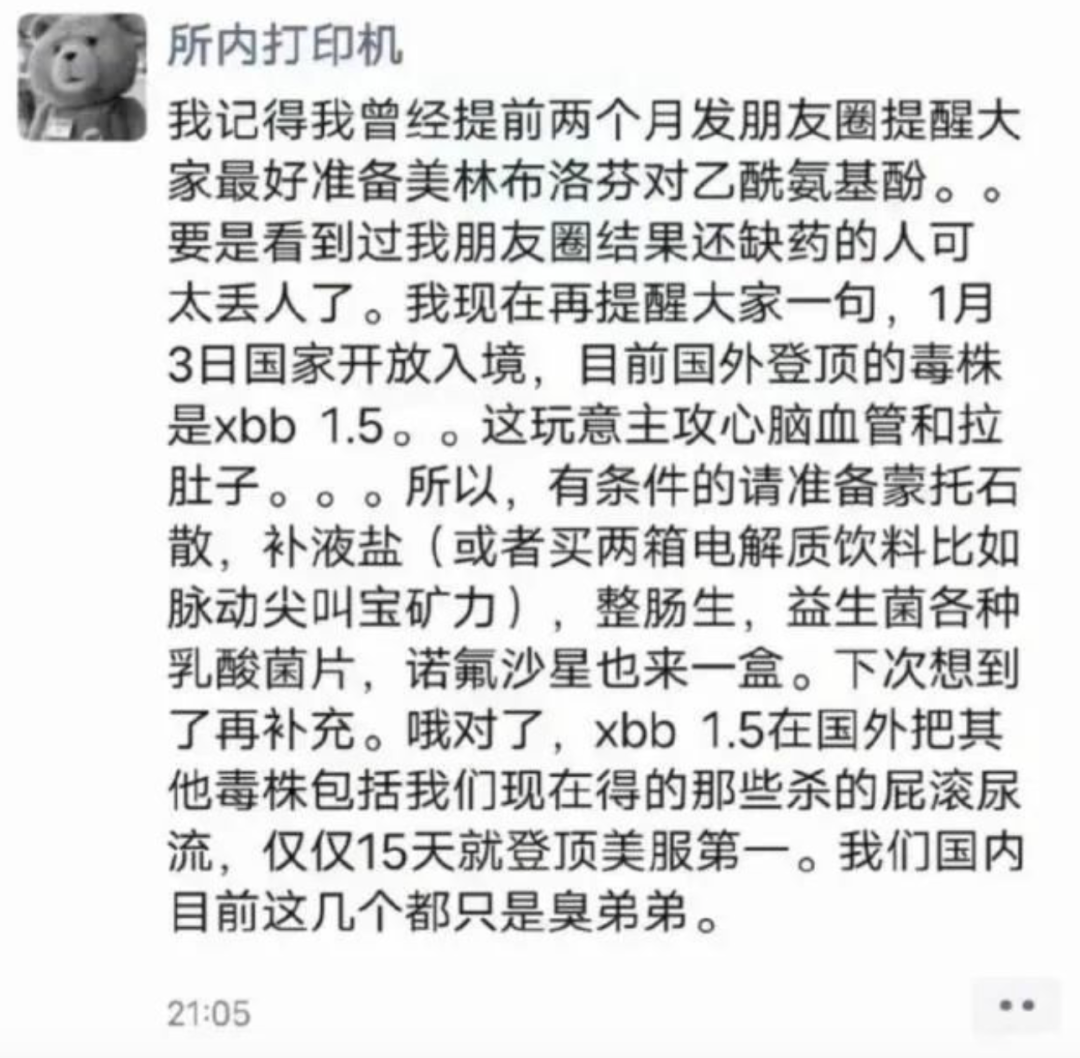 所内打印机
我记得我曾经提前两个月发朋友圈提醒大
家最好准备美林布洛芬对乙酰氨基酚。。
要是看到过我朋友圈结果还缺药的人可
太丢人了。我现在再提醒大家一句，1月
3日国家开放入境，目前国外登顶的毒株
是xbb 1.5。。这玩意主攻心脑血管和拉
肚子。。。所以，有条件的请准备蒙托石
散，补液盐（或者买两箱电解质饮料比如
脉动尖叫宝矿力），整肠生，益生菌各种
乳酸菌片，诺氟沙星也来一盒。下次想到
了再补充。哦对了，xbb 1.5在国外把其
他毒株包括我们现在得的那些杀的屁滚尿
流，仅仅15天就登顶美服第一。我们国内
目前这几个都只是臭弟弟。
21:05